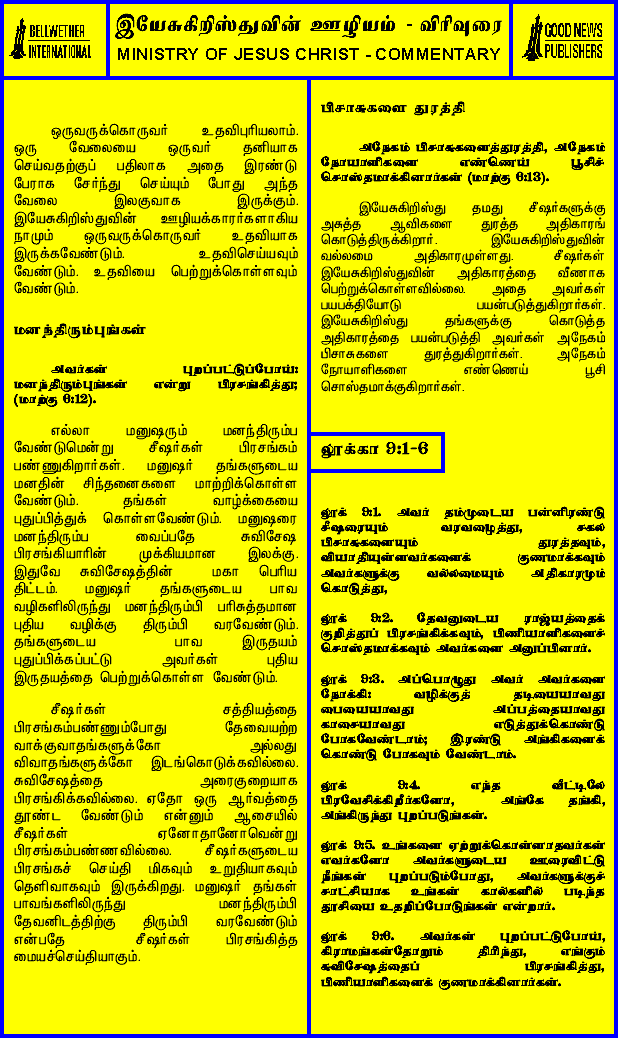 BELLWETHER
INTERNATIONAL
இயேசுகிறிஸ்துவின் ஊழியம் - விரிவுரை
MINISTRY OF JESUS CHRIST - COMMENTARY
GOOD NEWS
PUBLISHERS
ஒருவருக்கொருவர் உதவிபுரியலாம்.
ஒரு வேலையை ஒருவர் தனியாக
செய்வதற்குப் பதிலாக அதை இரண்டு
பேராக சேர்ந்து செய்யும் போது அந்த
வேலை இலகுவாக இருக்கும்.
இயேசுகிறிஸ்துவின் ஊழியக்காரர்களாகிய
நாமும் ஒருவருக்கொருவர் உதவியாக
இருக்கவேண்டும். உதவிசெய்யவும்
வேண்டும். உதவியை பெற்றுக்கொள்ளவும்
வேண்டும்.
மனந்திரும்புங்கள்
அவர்கள் புறப்பட்டுப்போய்:
மனந்திரும்புங்கள் என்று பிரசங்கித்து;
(மாற்கு 6:12).
எல்லா மனுஷரும் மனந்திரும்ப
வேண்டுமென்று சீஷர்கள் பிரசங்கம்
பண்ணுகிறார்கள். மனுஷர் தங்களுடைய
மனதின் சிந்தனைகளை மாற்றிக்கொள்ள
வேண்டும். தங்கள் வாழ்க்கையை
புதுப்பித்துக் கொள்ளவேண்டும். மனுஷரை
மனந்திரும்ப வைப்பதே சுவிசேஷ
பிரசங்கியாரின் முக்கியமான இலக்கு.
இதுவே சுவிசேஷத்தின் மகா பெரிய
திட்டம். மனுஷர் தங்களுடைய பாவ
வழிகளிலிருந்து மனந்திரும்பி பரிசுத்தமான
புதிய வழிக்கு திரும்பி வரவேண்டும்.
தங்களுடைய பாவ இருதயம்
புதுப்பிக்கப்பட்டு அவர்கள் புதிய
இருதயத்தை பெற்றுக்கொள்ள வேண்டும்.
சீஷர்கள் சத்தியத்தை
பிரசங்கம்பண்ணும்போது தேவையற்ற
வாக்குவாதங்களுக்கோ அல்லது
விவாதங்களுக்கோ இடங்கொடுக்கவில்லை.
சுவிசேஷத்தை அரைகுறையாக
பிரசங்கிக்கவில்லை. ஏதோ ஒரு ஆர்வத்தை
தூண்ட வேண்டும் என்னும் ஆசையில்
சீஷர்கள் ஏனோதானோவென்று
பிரசங்கம்பண்ணவில்லை. சீஷர்களுடைய
பிரசங்கச் செய்தி மிகவும் உறுதியாகவும்
தெளிவாகவும் இருக்கிறது. மனுஷர் தங்கள்
பாவங்களிலிருந்து மனந்திரும்பி
தேவனிடத்திற்கு திரும்பி வரவேண்டும்
என்பதே சீஷர்கள் பிரசங்கித்த
மையச்செய்தியாகும்.
பிசாசுகளை துரத்தி
அநேகம் பிசாசுகளைத்துரத்தி, அநேகம்
நோயாளிகளை எண்ணெய் பூசிச்
சொஸ்தமாக்கினார்கள் (மாற்கு 6:13).
இயேசுகிறிஸ்து தமது சீஷர்களுக்கு
அசுத்த ஆவிகளை துரத்த அதிகாரங்
கொடுத்திருக்கிறார். இயேசுகிறிஸ்துவின்
வல்லமை அதிகாரமுள்ளது. சீஷர்கள்
இயேசுகிறிஸ்துவின் அதிகாரத்தை வீணாக
பெற்றுக்கொள்ளவில்லை. அதை அவர்கள்
பயபக்தியோடு பயன்படுத்துகிறார்கள்.
இயேசுகிறிஸ்து தங்களுக்கு கொடுத்த
அதிகாரத்தை பயன்படுத்தி அவர்கள் அநேகம்
பிசாசுகளை துரத்துகிறார்கள். அநேகம்
நோயாளிகளை எண்ணெய் பூசி
சொஸ்தமாக்குகிறார்கள்.
லூக்கா 9:1-6
லூக் 9:1. அவர் தம்முடைய பன்னிரண்டு
சீஷரையும் வரவழைத்து, சகல
பிசாசுகளையும் துரத்தவும்,
வியாதியுள்ளவர்களைக் குணமாக்கவும்
அவர்களுக்கு வல்லமையும் அதிகாரமும்
கொடுத்து,
லூக் 9:2. தேவனுடைய ராஜ்யத்தைக்
குறித்துப் பிரசங்கிக்கவும், பிணியாளிகளைச்
சொஸ்தமாக்கவும் அவர்களை அனுப்பினார்.
லூக் 9:3. அப்பொழுது அவர் அவர்களை
நோக்கி: வழிக்குத் தடியையாவது
பையையாவது அப்பத்தையாவது
காசையாவது எடுத்துக்கொண்டு
போகவேண்டாம்; இரண்டு அங்கிகளைக்
கொண்டு போகவும் வேண்டாம்.
லூக் 9:4. எந்த வீட்டிலே
பிரவேசிக்கிறீர்களோ, அங்கே தங்கி,
அங்கிருந்து புறப்படுங்கள்.
லூக் 9:5. உங்களை ஏற்றுக்கொள்ளாதவர்கள்
எவர்களோ அவர்களுடைய ஊரைவிட்டு
நீங்கள் புறப்படும்போது, அவர்களுக்குச்
சாட்சியாக உங்கள் கால்களில் படிந்த
தூசியை உதறிப்போடுங்கள் என்றார்.
லூக் 9:6. அவர்கள் புறப்பட்டுபோய்,
கிராமங்கள்தோறும் திரிந்து, எங்கும்
சுவிசேஷத்தைப் பிரசங்கித்து,
பிணியாளிகளைக் குணமாக்கினார்கள்.